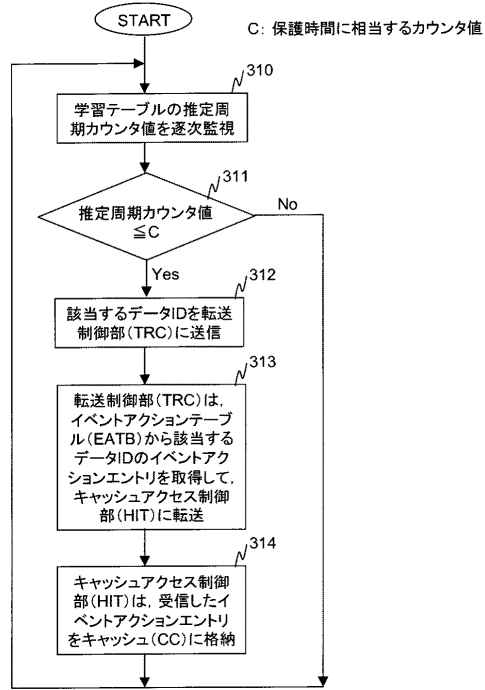 START
C: 保護時間に相当するカウンタ値
310
学習テーブルの推定周
期カウンタ値を逐次監視
311
推定周期カウンタ値
≦C
No
Yes
312
該当するデータIDを転送
制御部(TRC)に送信
313
転送制御部(TRC)は,
イベントアクションテーブ
ル(EATB)から該当する
データIDのイベントアク
ションエントリを取得して,
キャッシュアクセス制御
部(HIT)に転送
314
キャッシュアクセス制御
部(HIT)は,受信したイ
ベントアクションエントリ
をキャッシュ(CC)に格納